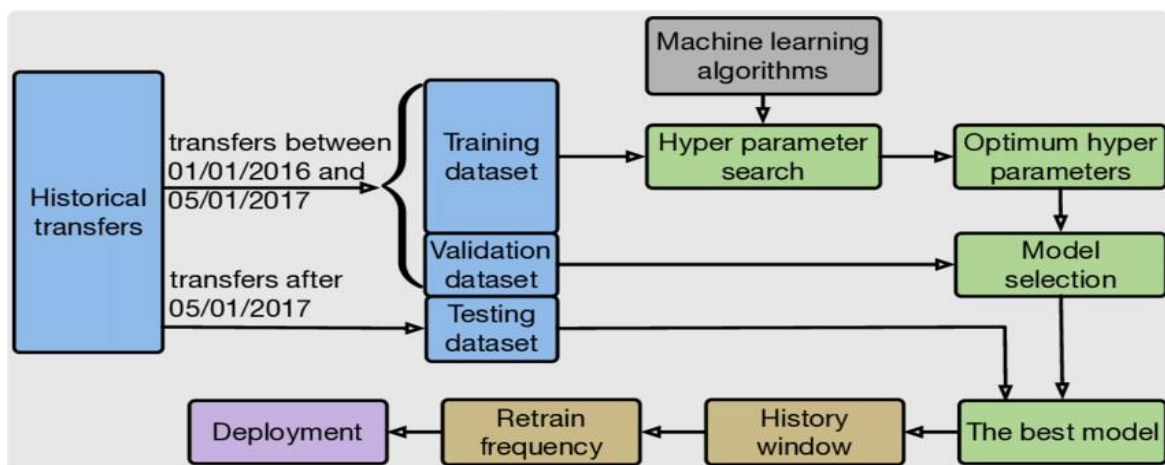 Machine learning
algorithms
Historical
transfers
transfers between
01/01/2016 and
05/01/2017
Training
dataset
Hyper parameter
search
Optimum hyper
parameters
Validation
dataset
Model
selection
transfers after
05/01/2017
Testing
dataset
Deployment
Retrain
frequency
History
window
The best model